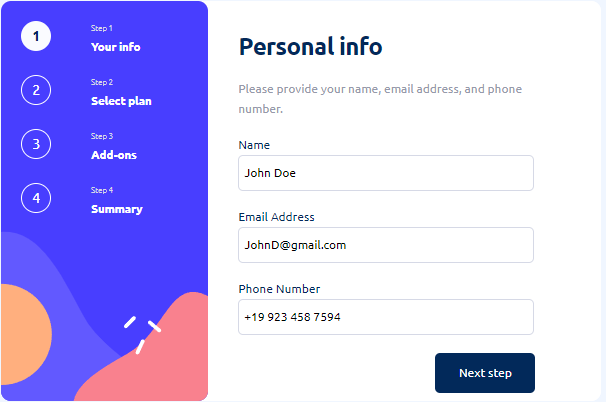 1
Step 1
Your info
2
Step 2
Select plan
3
Step 3
Add-ons
4
Step 4
Summary
Personal info
Please provide your name, email address, and phone
number.
Name
John Doe
Email Address
JohnD@gmail.com
Phone Number
+19 923 458 7594
Next step